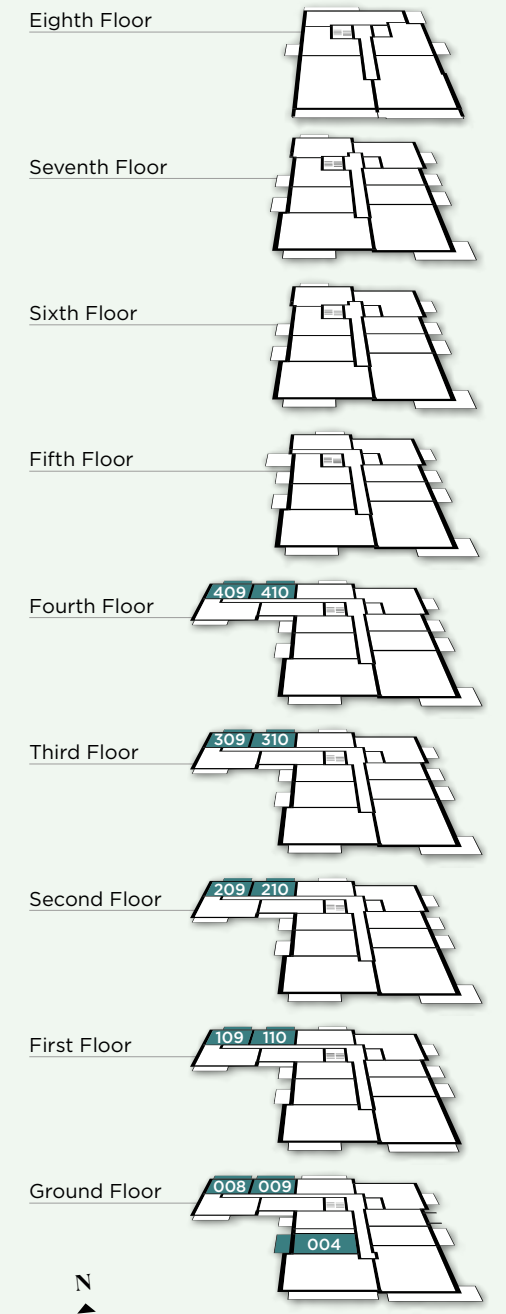 Eighth Floor
Seventh Floor
Sixth Floor
Fifth Floor
409 410
Fourth Floor
309 310
Third Floor
209 210
Second Floor
109 110
First Floor
008 009
Ground Floor
004
N